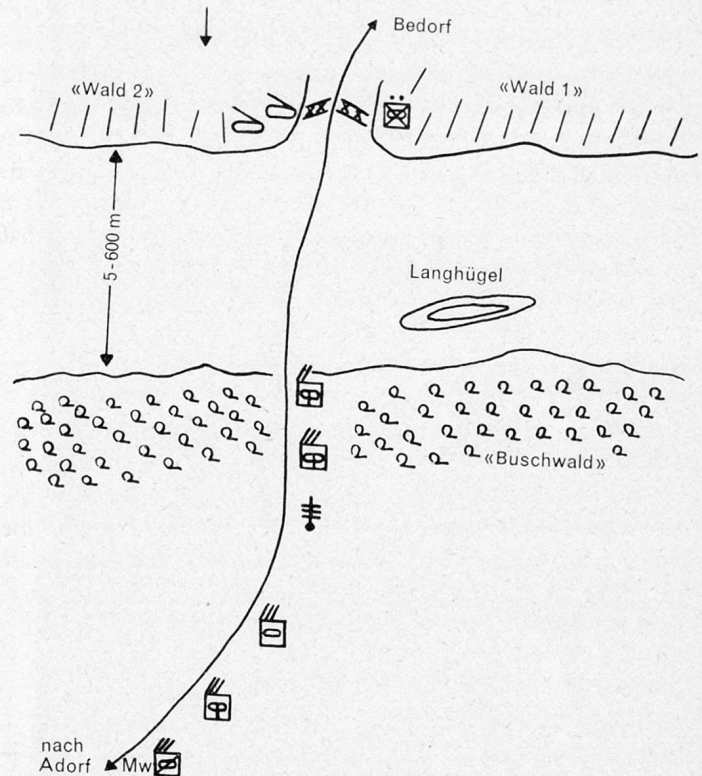 Bedorf
«Wald 2»
«Wald 1»
5-600 m
Langhügel
«Buschwald»
nach
Adorf
Mw